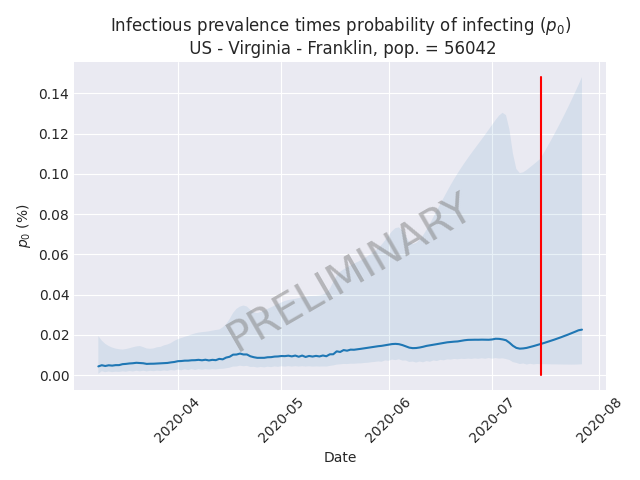 Infectious prevalence times probability of infecting (p₀)
US - Virginia - Franklin, pop. = 56042
0.14
0.12
0.10
0.08
0.06
0.04
0.02
0.00
p₀ (%)
PRELIMINARY
2020-04
2020-05
2020-06
2020-07
2020-08
Date